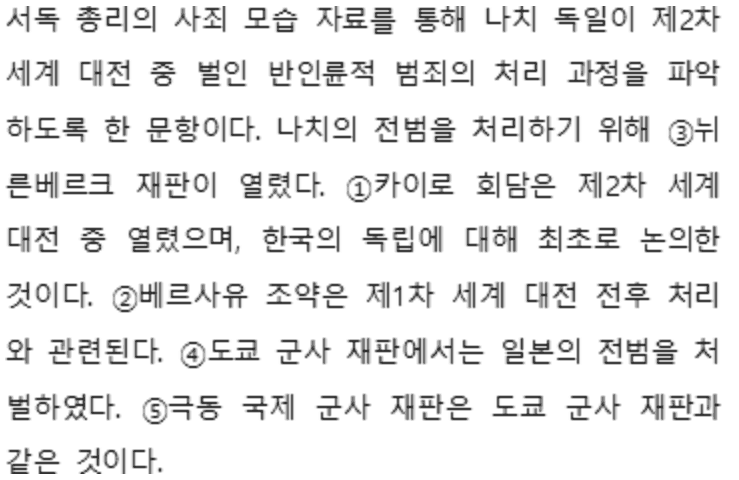 서독 총리의 사죄 모습 자료를 통해 나치 독일이 제2차
세계 대전 중 벌인 반인륜적 범죄의 처리 과정을 파악
하도록 한 문항이다. 나치의 전범을 처리하기 위해 ③뉘
른베르크 재판이 열렸다. ①카이로 회담은 제2차 세계
대전 중 열렸으며, 한국의 독립에 대해 최초로 논의한
것이다. ②베르사유 조약은 제1차 세계 대전 전후 처리
와 관련된다. ④도쿄 군사 재판에서는 일본의 전범을 처
벌하였다. ⑤극동 국제 군사 재판은 도쿄 군사 재판과
같은 것이다.